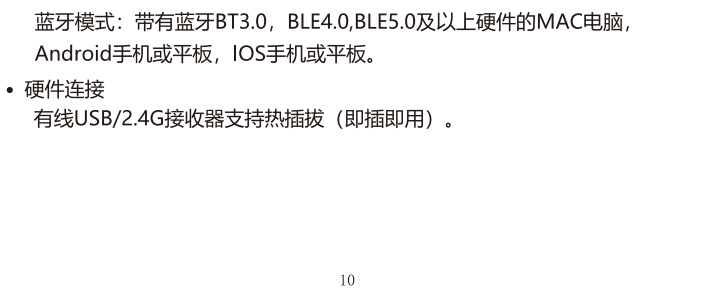 蓝牙模式：带有蓝牙BT3.0，BLE4.0,BLE5.0及以上硬件的MAC电脑，
Android手机或平板，IOS手机或平板。
• 硬件连接
有线USB/2.4G接收器支持热插拔（即插即用）。
10